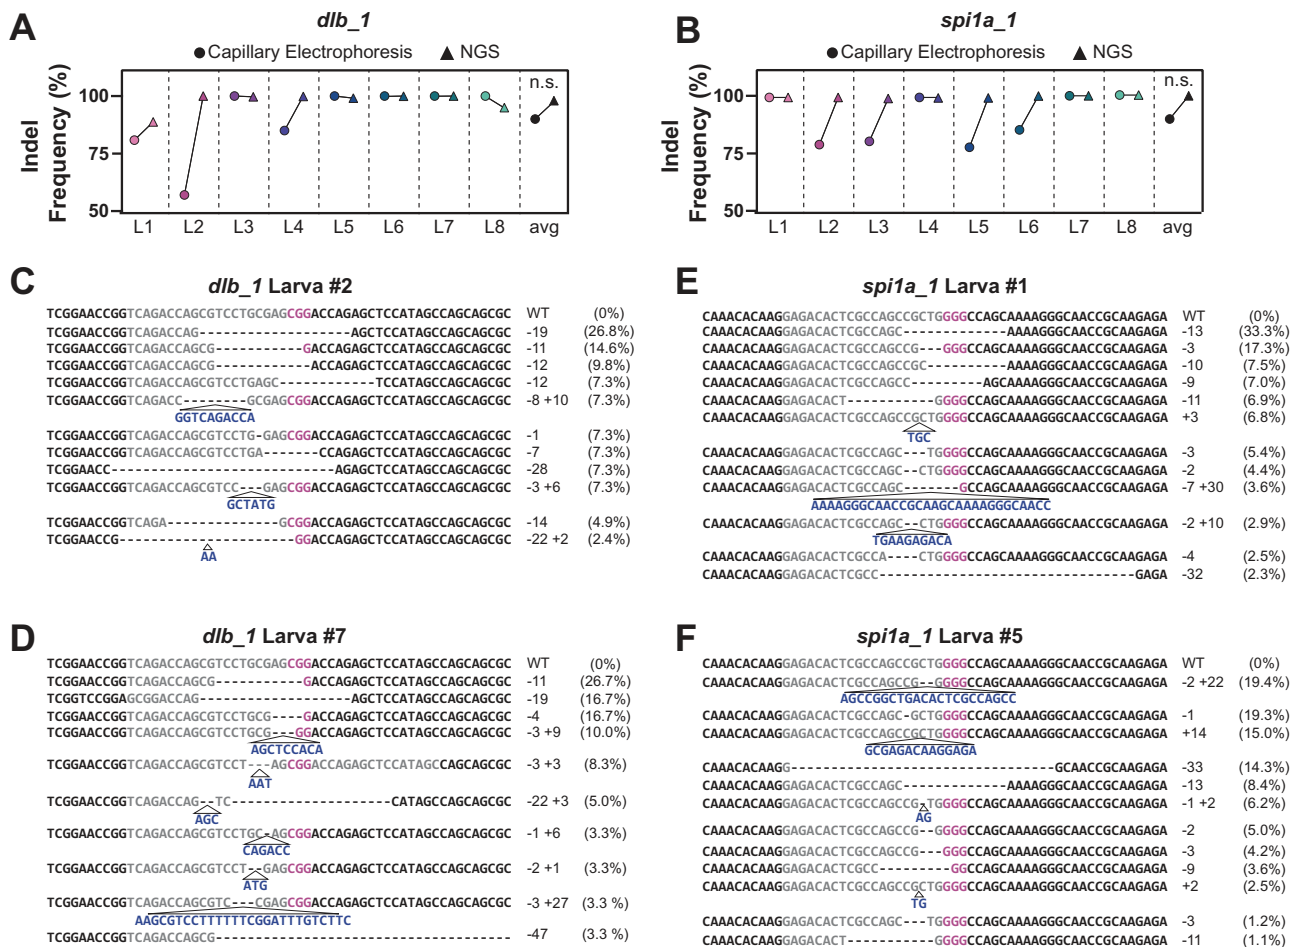 A
dlb_1
Capillary Electrophoresis NGS
Indel
Frequency (%)
100
75
50
n.s.
L1 L2 L3 L4 L5 L6 L7 L8 avg
B
spi1a_1
Capillary Electrophoresis NGS
Indel
Frequency (%)
100
75
50
n.s.
L1 L2 L3 L4 L5 L6 L7 L8 avg
C
dlb_1 Larva #2
TCGGAACCGGTCAGACCAGCGTCCTGCGAGCGGACCAGAGCTCCATAGCCAGCAGCGC WT (0%)
TCGGAACCGGTCAGACCAG-------------------AGCTCCATAGCCAGCAGCGC -19 (26.8%)
TCGGAACCGGTCAGACCAGCG-----------GACCAGAGCTCCATAGCCAGCAGCGC -11 (14.6%)
TCGGAACCGGTCAGACCAGCG------------ACCAGAGCTCCATAGCCAGCAGCGC -12 (9.8%)
TCGGAACCGGTCAGACCAGCGTCCTGAGC------------TCCATAGCCAGCAGCGC -12 (7.3%)
TCGGAACCGGTCAGACC--------GCGAGCGGACCAGAGCTCCATAGCCAGCAGCGC -8 +10 (7.3%)
GGTCAGACCA
TCGGAACCGGTCAGACCAGCGTCCTG-GAGCGGACCAGAGCTCCATAGCCAGCAGCGC -1 (7.3%)
TCGGAACCGGTCAGACCAGCGTCCTGA-------CCAGAGCTCCATAGCCAGCAGCGC -7 (7.3%)
TCGGAACC----------------------------AGAGCTCCATAGCCAGCAGCGC -28 (7.3%)
TCGGAACCGGTCAGACCAGCGTCC---GAGCGGACCAGAGCTCCATAGCCAGCAGCGC -3 +6 (7.3%)
GCTATG
TCGGAACCGGTCAGA--------------GCGGACCAGAGCTCCATAGCCAGCAGCGC -14 (4.9%)
TCGGAACCG----------------------GGACCAGAGCTCCATAGCCAGCAGCGC -22 +2 (2.4%)
AA
D
dlb_1 Larva #7
TCGGAACCGGTCAGACCAGCGTCCTGCGAGCGGACCAGAGCTCCATAGCCAGCAGCGC WT (0%)
TCGGAACCGGTCAGACCAGCG-----------GACCAGAGCTCCATAGCCAGCAGCGC -11 (26.7%)
TCGGTCCGGAGCGGACCAG-------------------AGCTCCATAGCCAGCAGCGC -19 (16.7%)
TCGGAACCGGTCAGACCAGCGTCCTGCG----GACCAGAGCTCCATAGCCAGCAGCGC -4 (16.7%)
TCGGAACCGGTCAGACCAGCGTCCTGCG---GGACCAGAGCTCCATAGCCAGCAGCGC -3 +9 (10.0%)
AGCTCCACA
TCGGAACCGGTCAGACCAGCGTCCT---AGCGGACCAGAGCTCCATAGCCAGCAGCGC -3 +3 (8.3%)
AAT
TCGGAACCGGTCAGACCAG--TC--------------------CATAGCCAGCAGCGC -22 +3 (5.0%)
AGC
TCGGAACCGGTCAGACCAGCGTCCTGC-AGCGGACCAGAGCTCCATAGCCAGCAGCGC -1 +6 (3.3%)
CAGACC
TCGGAACCGGTCAGACCAGCGTCCT--GAGCGGACCAGAGCTCCATAGCCAGCAGCGC -2 +1 (3.3%)
ATG
TCGGAACCGGTCAGACCAGCGTC---CGAGCGGACCAGAGCTCCATAGCCAGCAGCGC -3 +27 (3.3 %)
AAGCGTCCTTTTTTTCGGATTTGTCTTC
TCGGAACCGGTCAGACCAGCG------------------------------------- -47 (3.3 %)
E
spi1a_1 Larva #1
CAAACACAAGGAGACACTCGCCAGCCGCTGGGGCCAGCAAAAGGGCAACCGCAAGAGA WT (0%)
CAAACACAAGGAGACACTCGCCAGC-------------AAAAGGGCAACCGCAAGAGA -13 (33.3%)
CAAACACAAGGAGACACTCGCCAGCCG---GGGCCAGCAAAAGGGCAACCGCAAGAGA -3 (17.3%)
CAAACACAAGGAGACACTCGCCAGCCGC----------AAAAGGGCAACCGCAAGAGA -10 (7.5%)
CAAACACAAGGAGACACTCGCCAGCC---------AGCAAAAGGGCAACCGCAAGAGA -9 (7.0%)
CAAACACAAGGAGACACT-----------GGGGCCAGCAAAAGGGCAACCGCAAGAGA -11 (6.9%)
CAAACACAAGGAGACACTCGCCAGCCGCTGGGGCCAGCAAAAGGGCAACCGCAAGAGA +3 (6.8%)
TGC
CAAACACAAGGAGACACTCGCCAGC---TGGGGCCAGCAAAAGGGCAACCGCAAGAGA -3 (5.4%)
CAAACACAAGGAGACACTCGCCAGC--CTGGGGCCAGCAAAAGGGCAACCGCAAGAGA -2 (4.4%)
CAAACACAAGGAGACACTCGCCAGC-------GCCAGCAAAAGGGCAACCGCAAGAGA -7 +30 (3.6%)
AAAAGGGCAACCGCAAGCAAAAGGGCAACC
CAAACACAAGGAGACACTCGCCAGC--CTGGGGCCAGCAAAAGGGCAACCGCAAGAGA -2 +10 (2.9%)
TGAAGAGACA
CAAACACAAGGAGACACTCGCCA----CTGGGGCCAGCAAAAGGGCAACCGCAAGAGA -4 (2.5%)
CAAACACAAGGAGACACTCGCC--------------------------------GAGA -32 (2.3%)
F
spi1a_1 Larva #5
CAAACACAAGGAGACACTCGCCAGCCGCTGGGGCCAGCAAAAGGGCAACCGCAAGAGA WT (0%)
CAAACACAAGGAGACACTCGCCAGCCG--GGGGCCAGCAAAAGGGCAACCGCAAGAGA -2 +22 (19.4%)
AGCCGGCTGACACTCGCCAGCC
CAAACACAAGGAGACACTCGCCAGC-GCTGGGGCCAGCAAAAGGGCAACCGCAAGAGA -1 (19.3%)
CAAACACAAGGAGACACTCGCCAGCCGCTGGGGCCAGCAAAAGGGCAACCGCAAGAGA +14 (15.0%)
GCGAGACAAGGAGA
CAAACACAAGG---------------------------------GCAACCGCAAGAGA -33 (14.3%)
CAAACACAAGGAGACACTCGCCAGC-------------AAAAGGGCAACCGCAAGAGA -13 (8.4%)
CAAACACAAGGAGACACTCGCCAGCCG-TGGGGCCAGCAAAAGGGCAACCGCAAGAGA -1 +2 (6.2%)
AG
CAAACACAAGGAGACACTCGCCAGCCG--GGGGCCAGCAAAAGGGCAACCGCAAGAGA -2 (5.0%)
CAAACACAAGGAGACACTCGCCAGCCG---GGGCCAGCAAAAGGGCAACCGCAAGAGA -3 (4.2%)
CAAACACAAGGAGACACTCGCC---------GGCCAGCAAAAGGGCAACCGCAAGAGA -9 (3.6%)
CAAACACAAGGAGACACTCGCCAGCCGCTGGGGCCAGCAAAAGGGCAACCGCAAGAGA +2 (2.5%)
TG
CAAACACAAGGAGACACTCGCCAGC---TGGGGCCAGCAAAAGGGCAACCGCAAGAGA -3 (1.2%)
CAAACACAAGGAGACACT-----------GGGGCCAGCAAAAGGGCAACCGCAAGAGA -11 (1.1%)